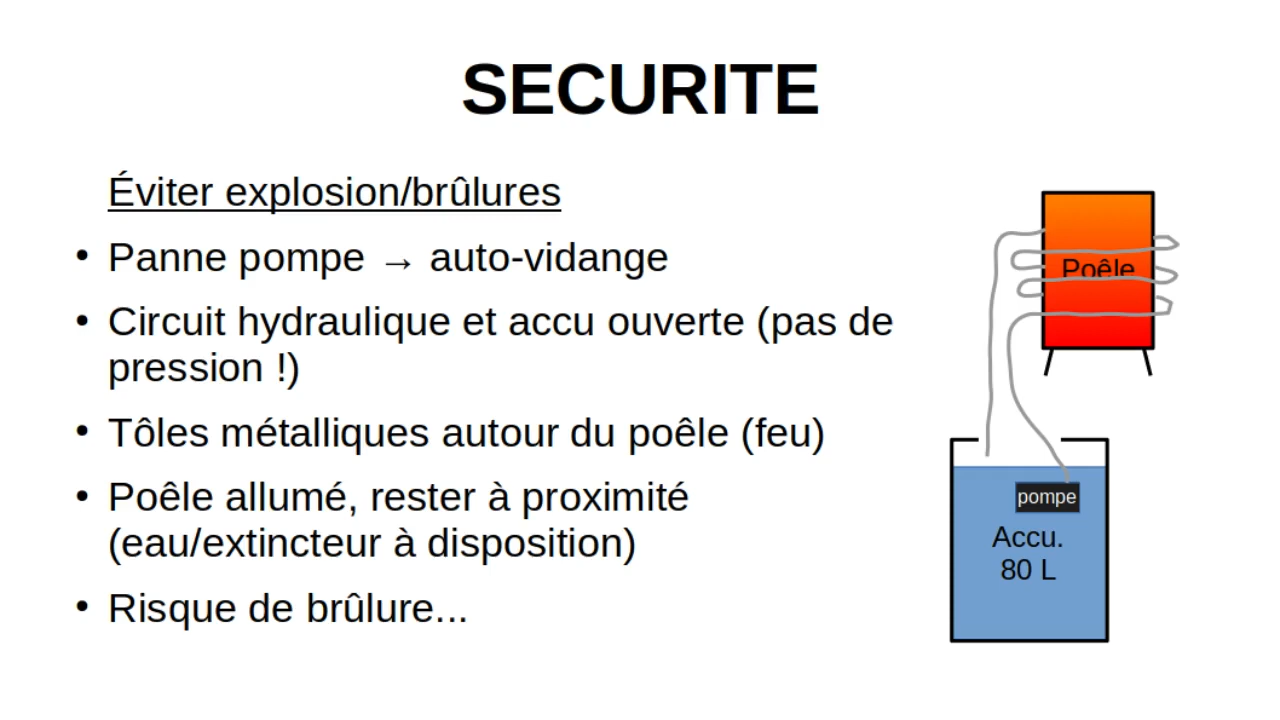 SECURITE
Éviter explosion/brûlures
• Panne pompe → auto-vidange
• Circuit hydraulique et accu ouverte (pas de
pression !)
• Tôles métalliques autour du poêle (feu)
• Poêle allumé, rester à proximité
(eau/extincteur à disposition)
• Risque de brûlure...
Poêle
pompe
Accu.
80 L